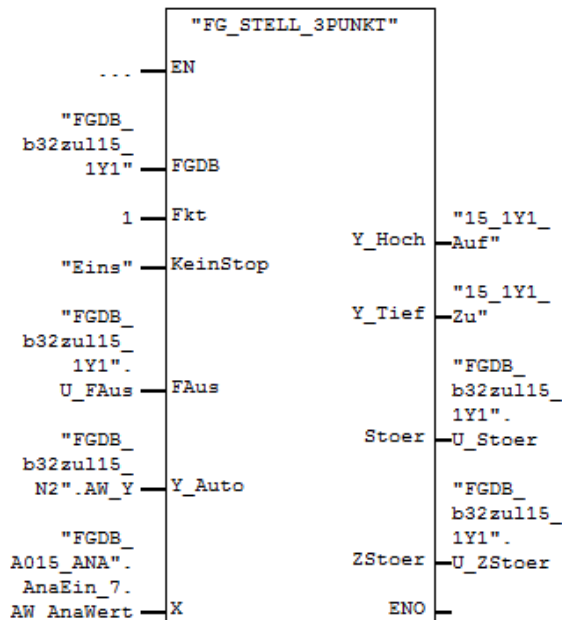 "FG_STELL_3PUNKT"
... EN
"FGDB_
b32zul15_
1Y1" FGDB
1 Fkt
"Eins" KeinStop
"FGDB_
b32zul15_
1Y1".
U_FAus FAus
"FGDB_
b32zul15_
N2".AW_Y Y_Auto
"FGDB_
A015_ANA".
AnaEin_7.
AW_AnaWert X
"15_1Y1_
Y_Hoch Auf"
"15_1Y1_
Y_Tief Zu"
"FGDB_
b32zul15_
1Y1".
Stoer U_Stoer
"FGDB_
b32zul15_
1Y1".
ZStoer U_ZStoer
ENO